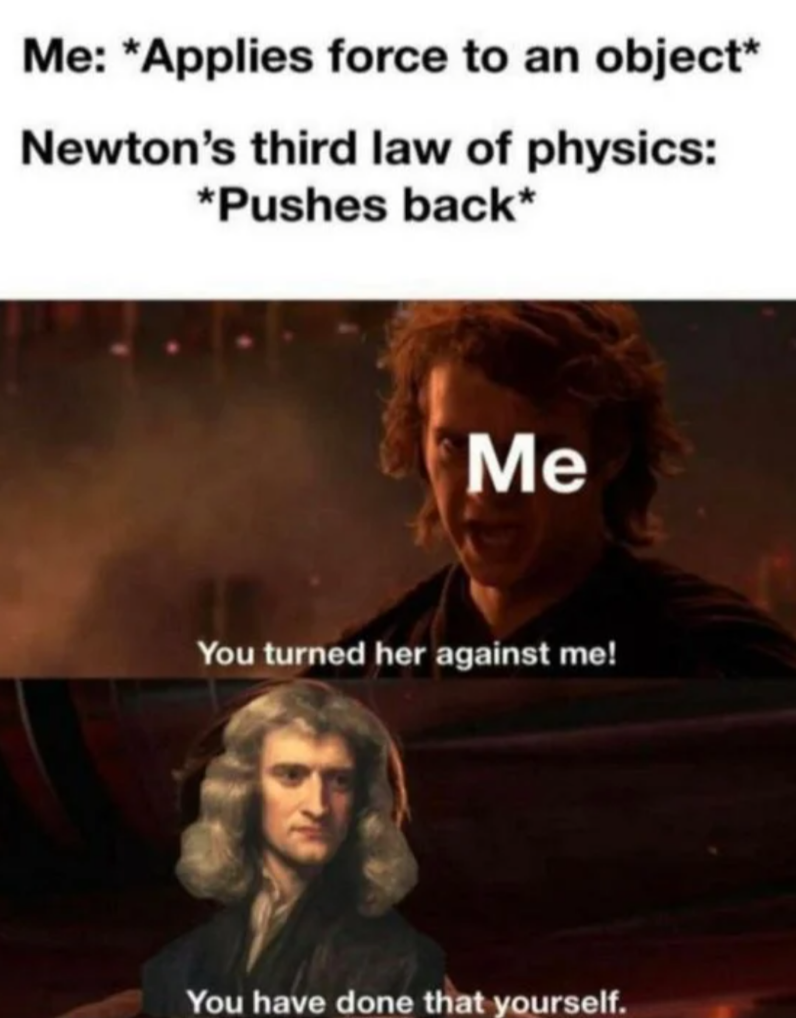 Me: *Applies force to an object*
Newton’s third law of physics:
*Pushes back*
Me
You turned her against me!
You have done that yourself.